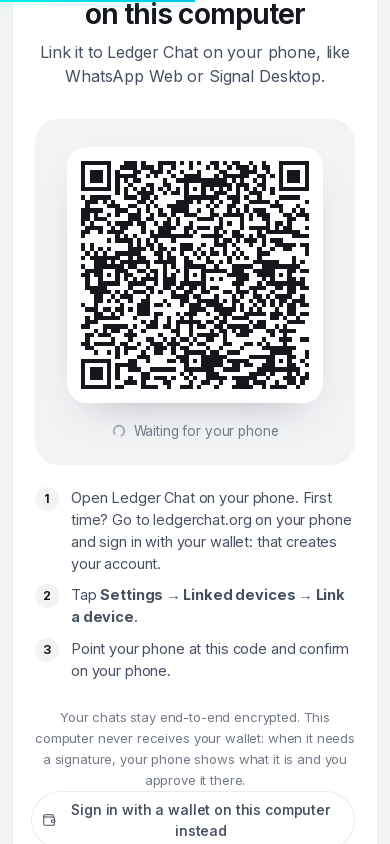 on this computer
Link it to Ledger Chat on your phone, like
WhatsApp Web or Signal Desktop.
Waiting for your phone
1 Open Ledger Chat on your phone. First
time? Go to ledgerchat.org on your phone
and sign in with your wallet: that creates
your account.
2 Tap Settings → Linked devices → Link
a device.
3 Point your phone at this code and confirm
on your phone.
Your chats stay end-to-end encrypted. This
computer never receives your wallet: when it needs
a signature, your phone shows what it is and you
approve it there.
Sign in with a wallet on this computer
instead